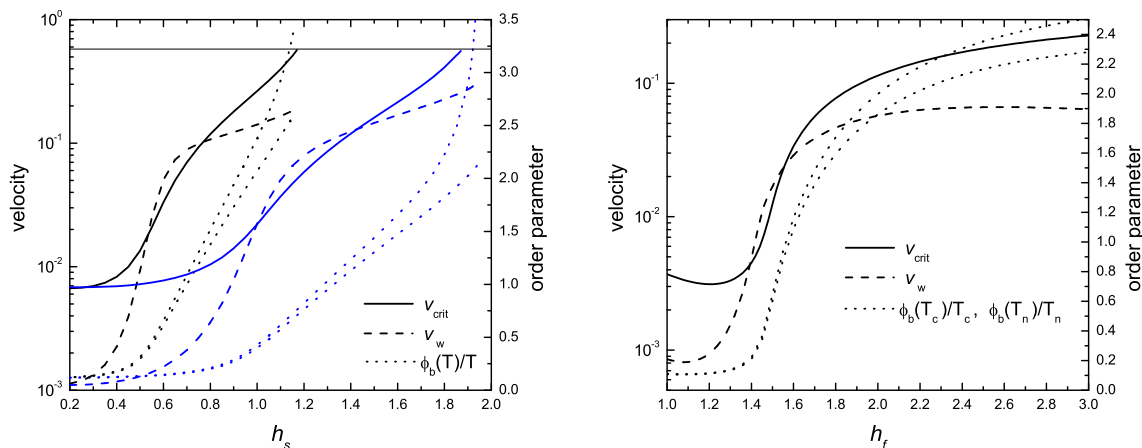 10^0
10^-1
10^-2
10^-3
velocity
0.2 0.4 0.6 0.8 1.0 1.2 1.4 1.6 1.8 2.0
h_s
3.5
3.0
2.5
2.0
1.5
1.0
0.5
0.0
order parameter
v_crit
v_w
ϕ_b(T)/T
10^-1
10^-2
10^-3
velocity
1.0 1.2 1.4 1.6 1.8 2.0 2.2 2.4 2.6 2.8 3.0
h_f
2.4
2.2
2.0
1.8
1.6
1.4
1.2
1.0
0.8
0.6
0.4
0.2
0.0
order parameter
v_crit
v_w
ϕ_b(T_c)/T_c, ϕ_b(T_n)/T_n